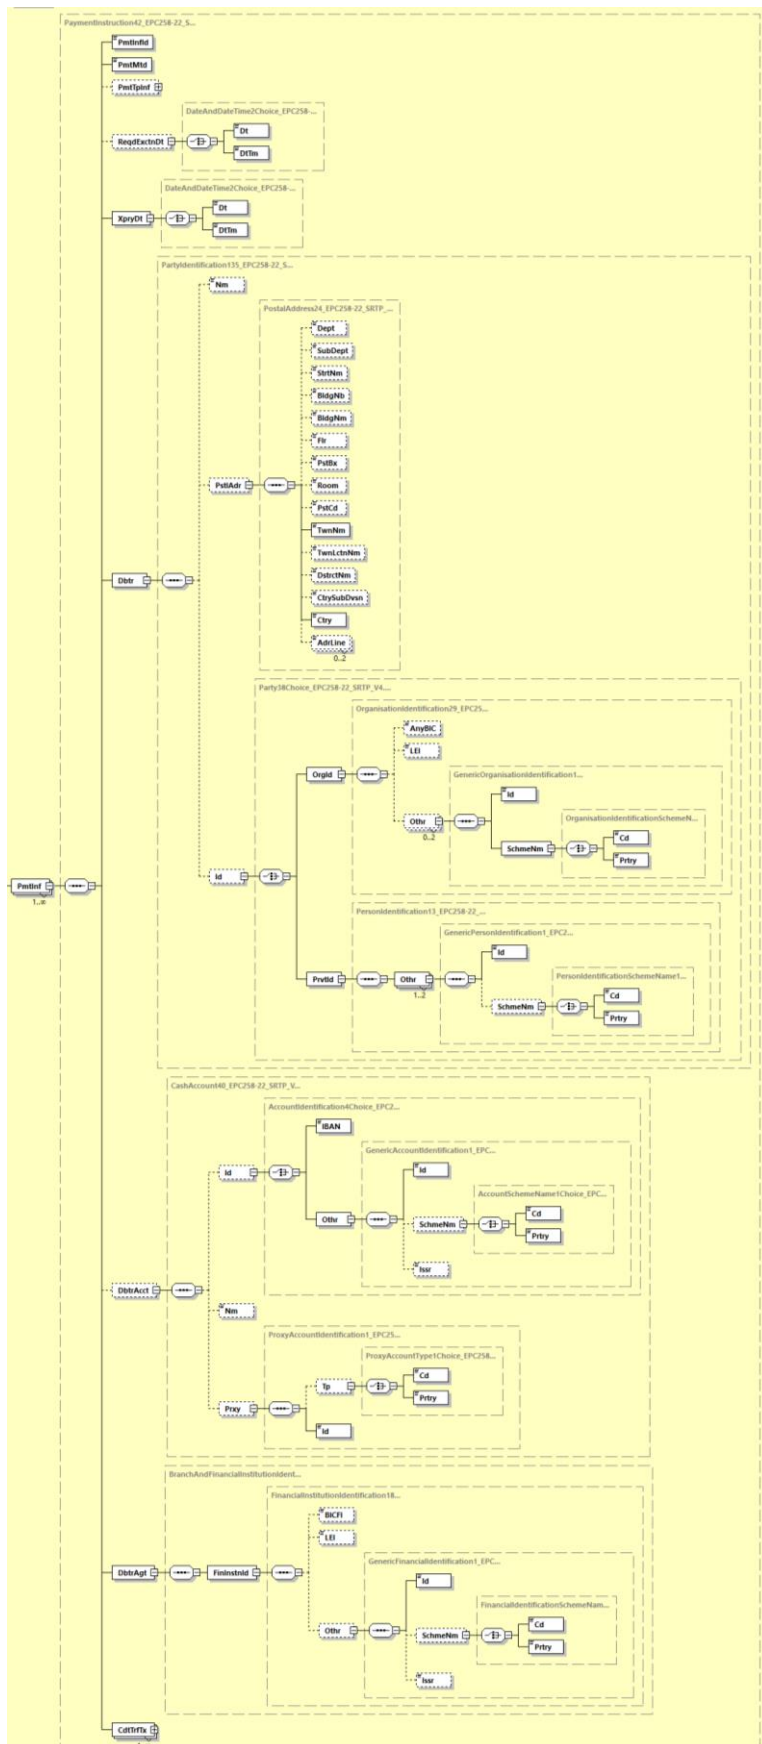 PaymentInstruction42_EPC258-22_S...
PmtInfId
PmtMtd
PmtTpInf
DateAndDateTime2Choice_EPC258-...
ReqdExctnDt
Dt
DtTm
DateAndDateTime2Choice_EPC258-...
XpryDt
Dt
DtTm
PartyIdentification135_EPC258-22_S...
Nm
PostalAddress24_EPC258-22_SRTP_...
Dept
SubDept
StrtNm
BldgNb
BldgNm
Flr
PstBx
PstlAdr
Room
PstCd
TwnNm
TwnLctnNm
DstrctNm
Dbtr
CtrySubDvsn
Ctry
AdrLine
0..2
Party38Choice_EPC258-22_SRTP_V4....
OrganisationIdentification29_EPC25...
AnyBIC
LEI
OrgId
GenericOrganisationIdentification1...
Id
Othr
0..2
OrganisationIdentificationSchemeN...
SchmeNm
Cd
Prtry
Id
PmtInf
1..∞
PersonIdentification13_EPC258-22_...
GenericPersonIdentification1_EPC2...
Id
PrvtId
Othr
1..2
PersonIdentificationSchemeName1...
SchmeNm
Cd
Prtry
CashAccount40_EPC258-22_SRTP_V...
AccountIdentification4Choice_EPC2...
IBAN
GenericAccountIdentification1_EPC...
Id
Id
Othr
AccountSchemeName1Choice_EPC...
SchmeNm
Cd
Prtry
Issr
DbtrAcct
Nm
ProxyAccountIdentification1_EPC25...
ProxyAccountType1Choice_EPC258...
Tp
Cd
Prtry
Prxy
Id
BranchAndFinancialInstitutionIdent...
FinancialInstitutionIdentification18...
BICFI
LEI
GenericFinancialIdentification1_EPC...
DbtrAgt
FinInstnId
Id
Othr
FinancialIdentificationSchemeNam...
SchmeNm
Cd
Prtry
Issr
CdtTrfTx